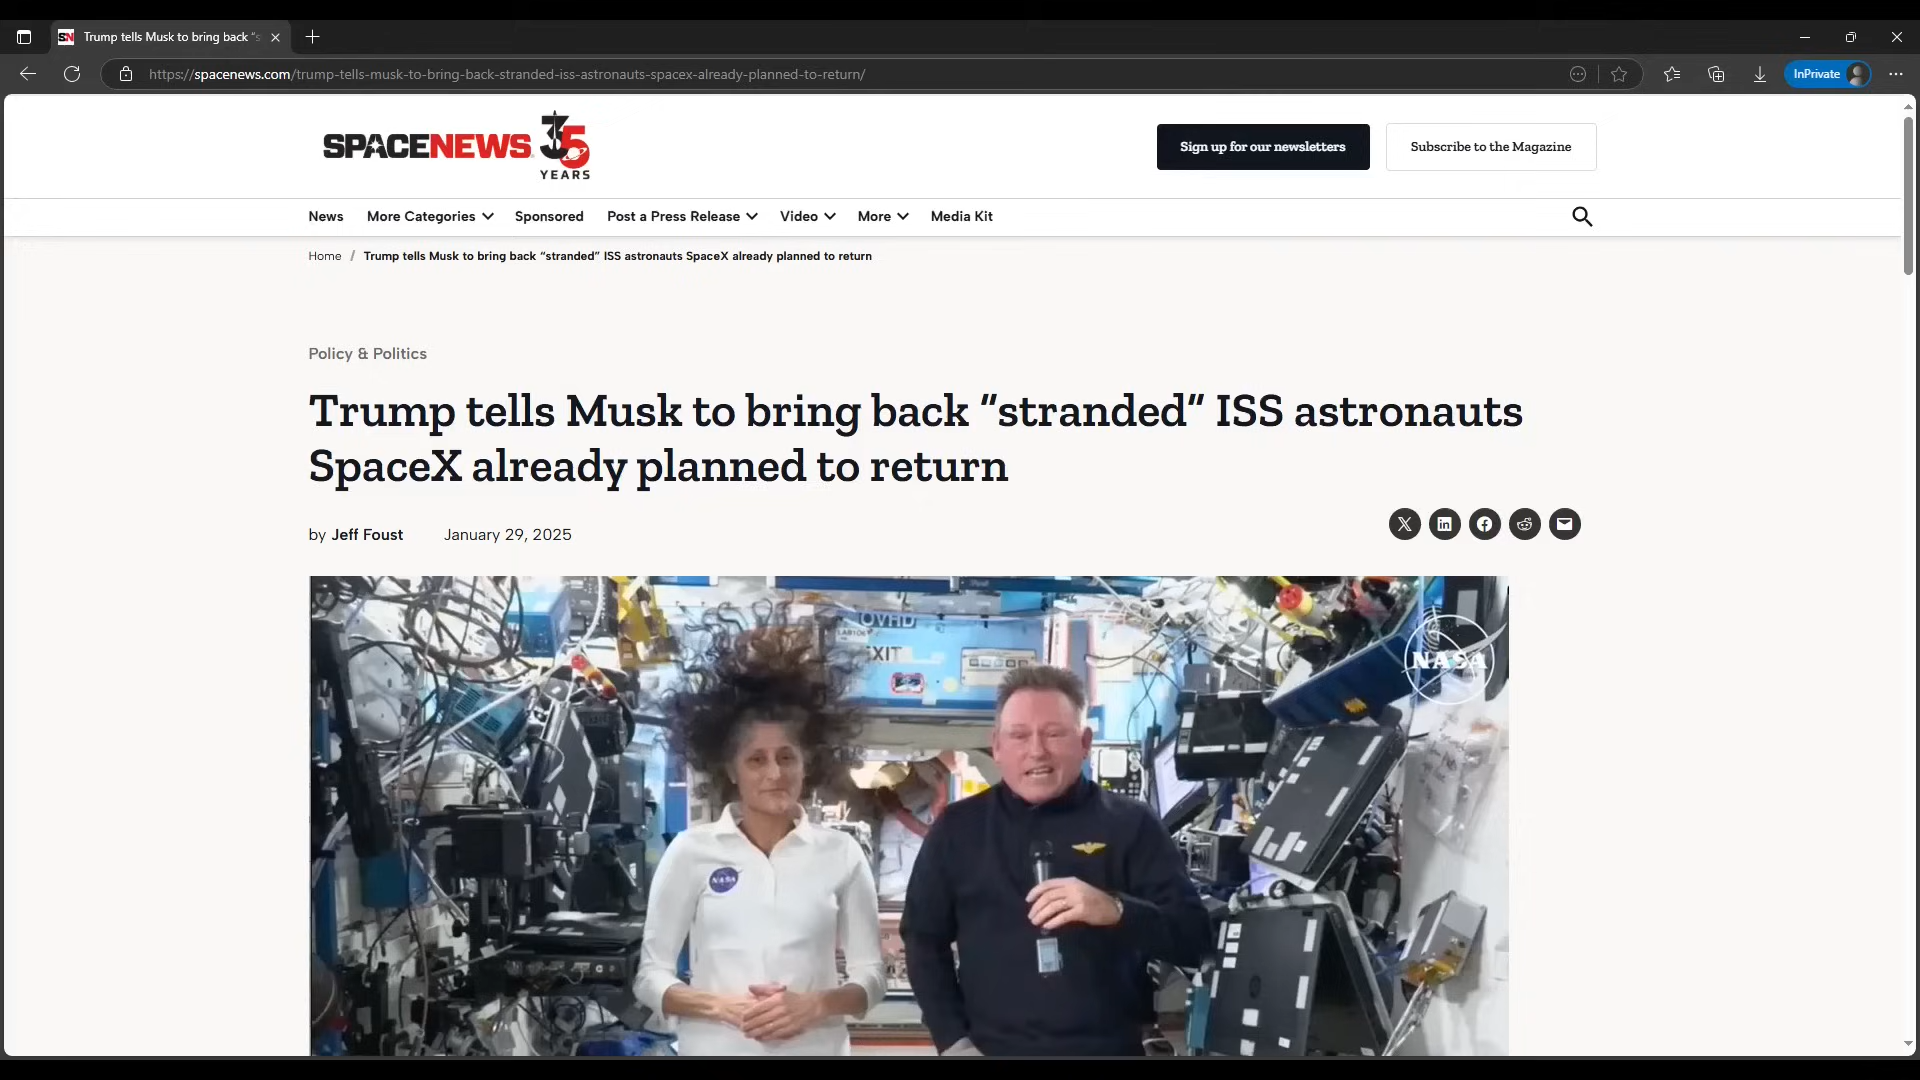 Trump tells Musk to bring back “s
https://spacenews.com/trump-tells-musk-to-bring-back-stranded-iss-astronauts-spacex-already-planned-to-return/
InPrivate
SPACENEWS 35
YEARS
Sign up for our newsletters
Subscribe to the Magazine
News More Categories Sponsored Post a Press Release Video More Media Kit
Home / Trump tells Musk to bring back “stranded” ISS astronauts SpaceX already planned to return
Policy & Politics
Trump tells Musk to bring back “stranded” ISS astronauts
SpaceX already planned to return
by Jeff Foust January 29, 2025
OVHD
EXIT
NASA
NASA